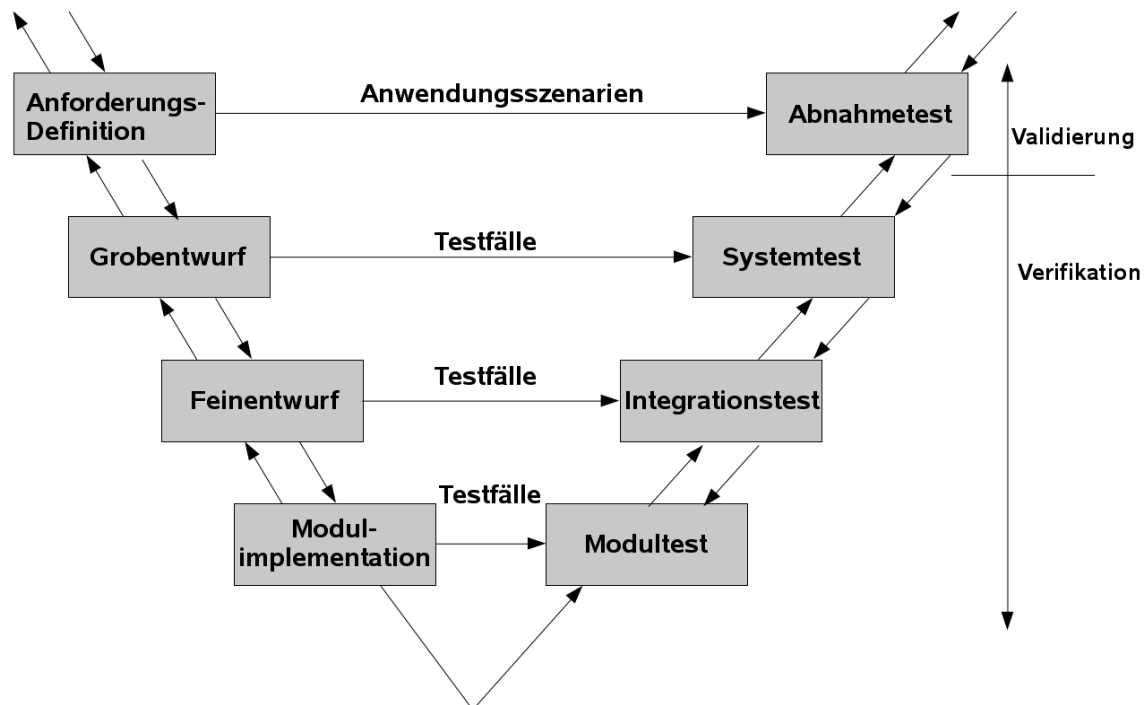 Anforderungs-
Definition
Anwendungsszenarien
Abnahmetest
Validierung
Grobentwurf
Testfälle
Systemtest
Verifikation
Feinentwurf
Testfälle
Integrationstest
Modul-
implementation
Testfälle
Modultest